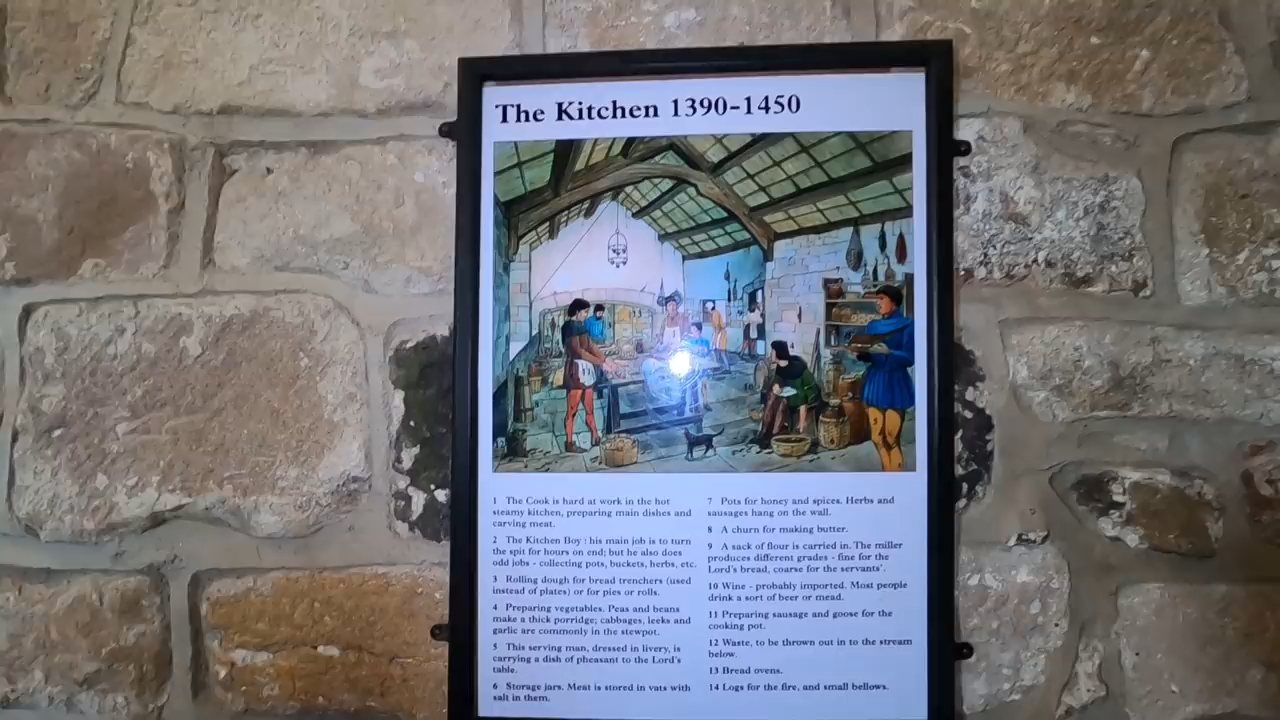 The Kitchen 1390-1450
1 The Cook is hard at work in the hot
steamy kitchen, preparing main dishes and
carving meat.
2 The Kitchen Boy : his main job is to turn
the spit for hours on end; but he also does
odd jobs - collecting pots, buckets, herbs, etc.
3 Rolling dough for bread trenchers (used
instead of plates) or for pies or rolls.
4 Preparing vegetables. Peas and beans
make a thick porridge; cabbages, leeks and
garlic are commonly in the stewpot.
5 This serving man, dressed in livery, is
carrying a dish of pheasant to the Lord's
table.
6 Storage jars. Meat is stored in vats with
salt in them.
7 Pots for honey and spices. Herbs and
sausages hang on the wall.
8 A churn for making butter.
9 A sack of flour is carried in. The miller
produces different grades - fine for the
Lord's bread, coarse for the servants'.
10 Wine - probably imported. Most people
drink a sort of beer or mead.
11 Preparing sausage and goose for the
cooking pot.
12 Waste, to be thrown out in to the stream
below.
13 Bread ovens.
14 Logs for the fire, and small bellows.